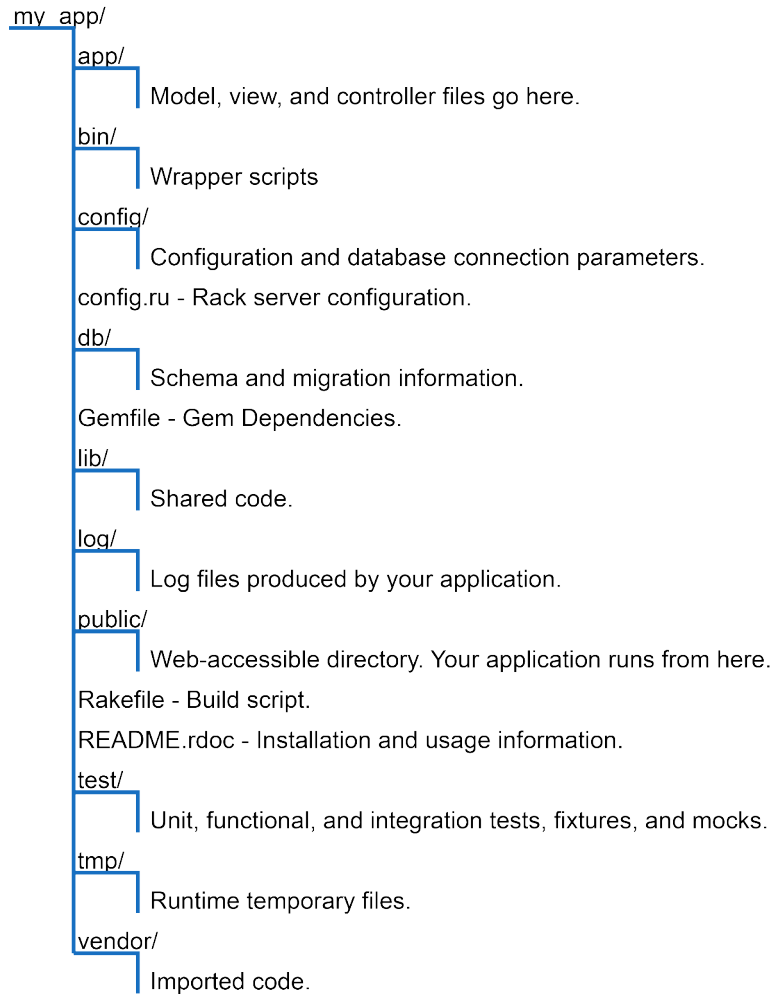 my_app/
app/
Model, view, and controller files go here.
bin/
Wrapper scripts
config/
Configuration and database connection parameters.
config.ru - Rack server configuration.
db/
Schema and migration information.
Gemfile - Gem Dependencies.
lib/
Shared code.
log/
Log files produced by your application.
public/
Web-accessible directory. Your application runs from here.
Rakefile - Build script.
README.rdoc - Installation and usage information.
test/
Unit, functional, and integration tests, fixtures, and mocks.
tmp/
Runtime temporary files.
vendor/
Imported code.